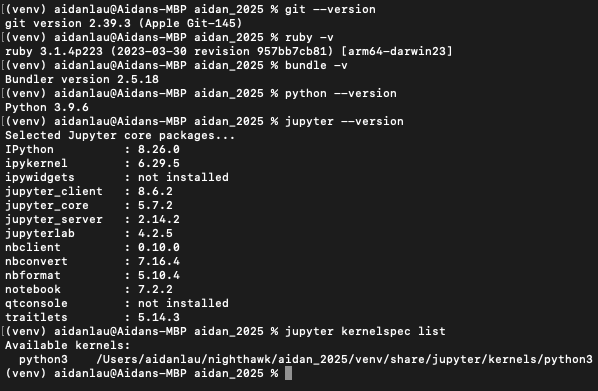 [(venv) aidanlau@Aidans-MBP aidan_2025 % git --version
git version 2.39.3 (Apple Git-145)
[(venv) aidanlau@Aidans-MBP aidan_2025 % ruby -v
ruby 3.1.4p223 (2023-03-30 revision 957bb7cb81) [arm64-darwin23]
[(venv) aidanlau@Aidans-MBP aidan_2025 % bundle -v
Bundler version 2.5.18
[(venv) aidanlau@Aidans-MBP aidan_2025 % python --version
Python 3.9.6
[(venv) aidanlau@Aidans-MBP aidan_2025 % jupyter --version
Selected Jupyter core packages...
IPython          : 8.26.0
ipykernel        : 6.29.5
ipywidgets       : not installed
jupyter_client   : 8.6.2
jupyter_core     : 5.7.2
jupyter_server   : 2.14.2
jupyterlab       : 4.2.5
nbclient         : 0.10.0
nbconvert        : 7.16.4
nbformat         : 5.10.4
notebook         : 7.2.2
qtconsole        : not installed
traitlets        : 5.14.3
[(venv) aidanlau@Aidans-MBP aidan_2025 % jupyter kernelspec list
Available kernels:
  python3    /Users/aidanlau/nighthawk/aidan_2025/venv/share/jupyter/kernels/python3
(venv) aidanlau@Aidans-MBP aidan_2025 %